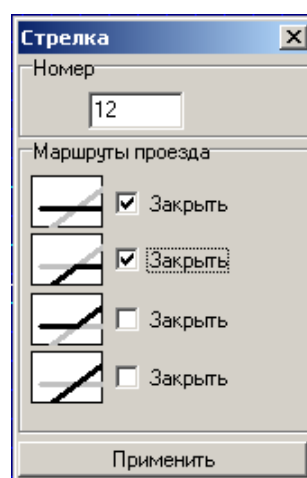 Стрелка
Номер
12
Маршруты проезда
Закрыть
Закрыть
Закрыть
Закрыть
Применить